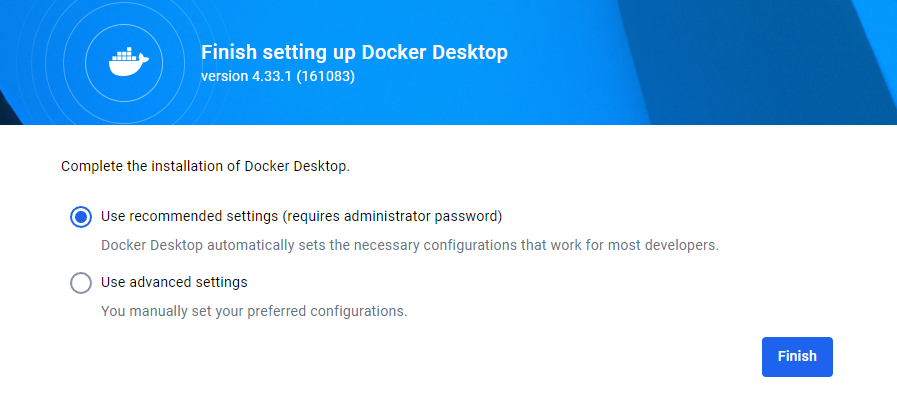 Finish setting up Docker Desktop
version 4.33.1 (161083)
Complete the installation of Docker Desktop.
Use recommended settings (requires administrator password)
Docker Desktop automatically sets the necessary configurations that work for most developers.
Use advanced settings
You manually set your preferred configurations.
Finish